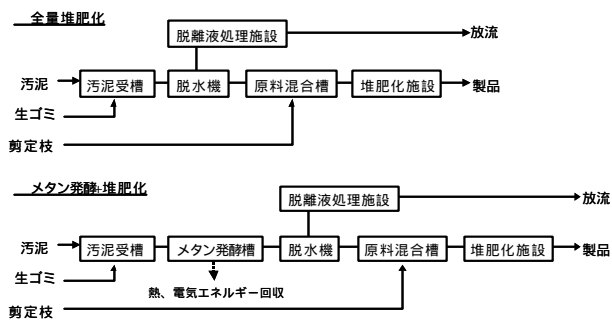 全量堆肥化
脱離液処理施設
放流
汚泥
汚泥受槽
脱水機
原料混合槽
堆肥化施設
製品
生ゴミ
剪定枝
メタン発酵+堆肥化
脱離液処理施設
放流
汚泥
汚泥受槽
メタン発酵槽
脱水機
原料混合槽
堆肥化施設
製品
生ゴミ
熱、電気エネルギー回収
剪定枝